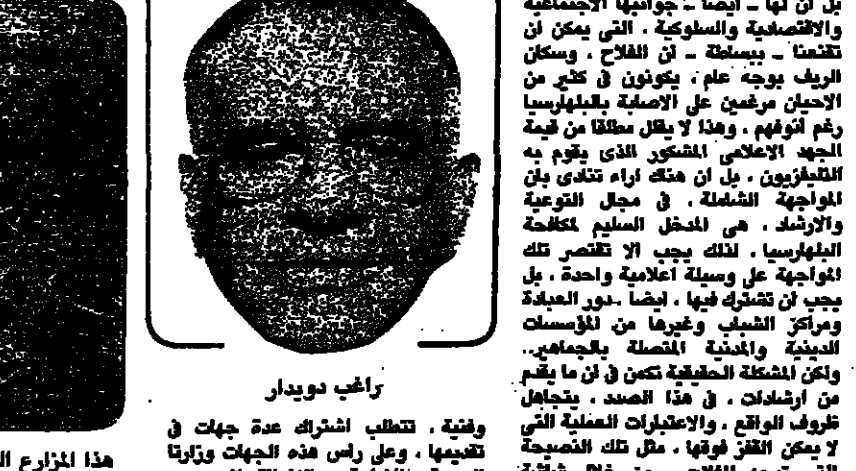 بل ان لها ـ ايضا ـ جوانبها الاجتماعية
والاقتصادية والسلوكية ، التى يمكن ان
تقنعنا ـ ببساطة ـ ان الفلاح ، وسكان
الريف بوجه عام ، يكونون فى كثير من
الاحيان مرغمين على الاصابة بالبلهارسيا
رغم أنوفهم ، وهذا لا يقلل مطلقا من قيمة
الجهد الاعلامى المشكور الذى يقوم به
التليفزيون ، بل ان هناك اراء تنادى بان
المواجهة الشاملة ، فى مجال التوعية
والارشاد ، هى المدخل السليم لمكافحة
البلهارسيا ، لذلك يجب الا تقتصر تلك
المواجهة على وسيلة اعلامية واحدة ، بل
يجب ان تشترك فيها ، ايضا ـ دور العبادة
ومراكز الشباب وغيرها من المؤسسات
الدينية والمدنية المتصلة بالجماهير..
ولكن المشكلة الحقيقية تكمن فى ان ما يقدم
من ارشادات ، فى هذا الصدد ، يتجاهل
ظروف الواقع ، والاعتبارات العملية التى
لا يمكن القفز فوقها ، مثل تلك النصيحة
راغب دويدار
وفنية ، تتطلب اشتراك عدة جهات فى
تقديمها ، وعلى راس هذه الجهات وزارتا
هذا المزارع